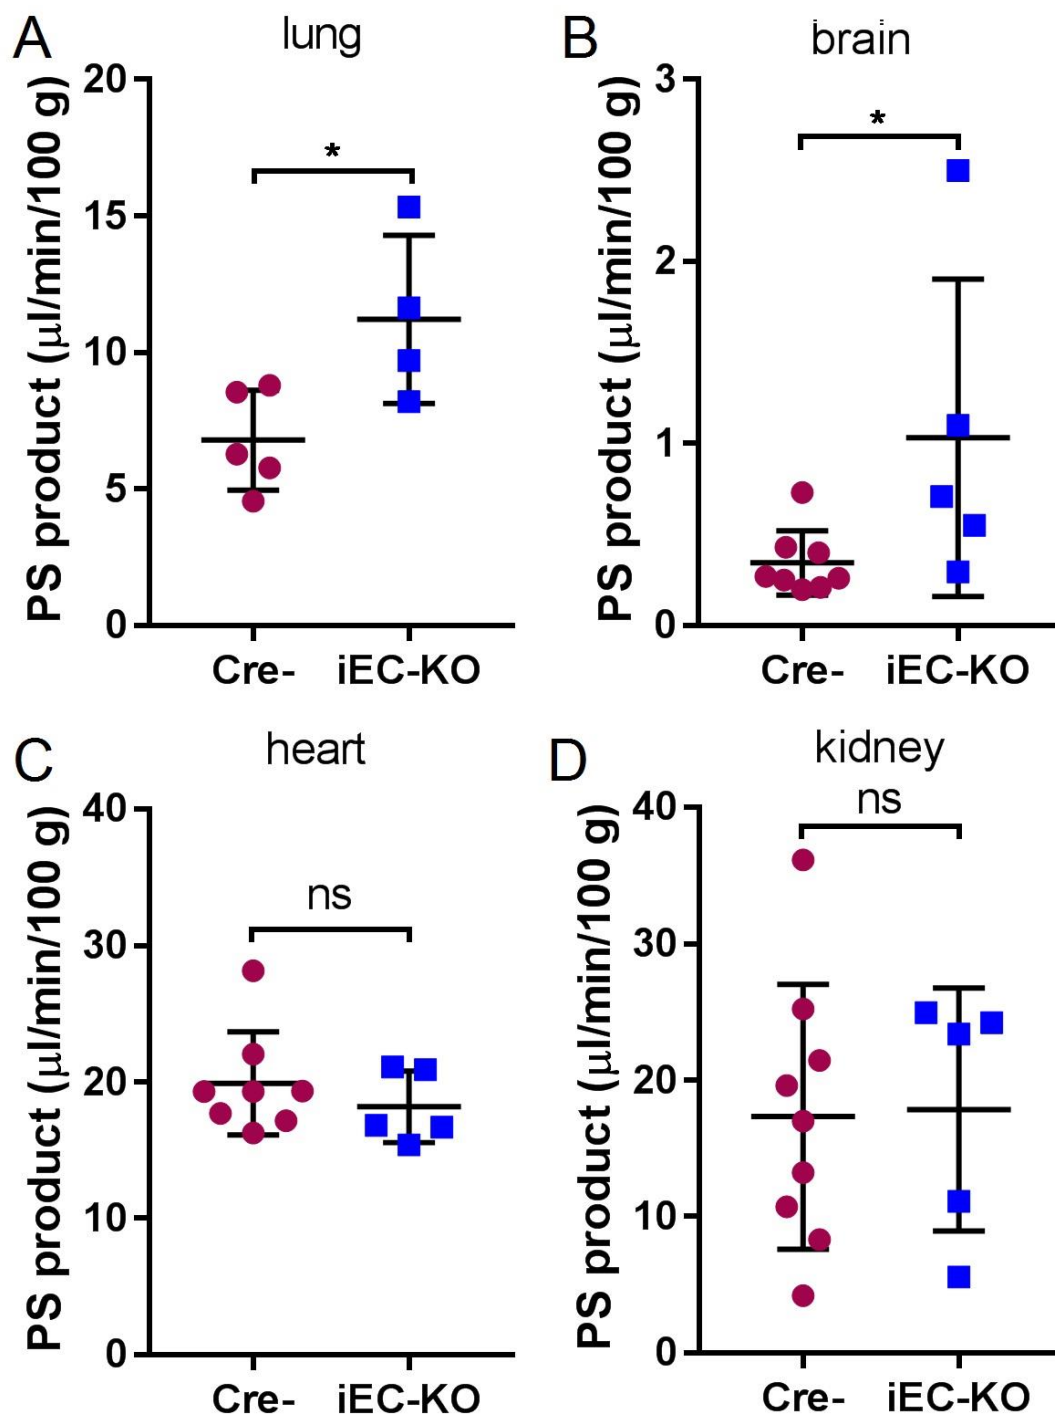 A
lung
PS product (µl/min/100 g)
20
15
10
5
0
*
Cre-
iEC-KO
B
brain
PS product (µl/min/100 g)
3
2
1
0
*
Cre-
iEC-KO
C
heart
PS product (µl/min/100 g)
40
30
20
10
0
ns
Cre-
iEC-KO
D
kidney
PS product (µl/min/100 g)
40
30
20
10
0
ns
Cre-
iEC-KO